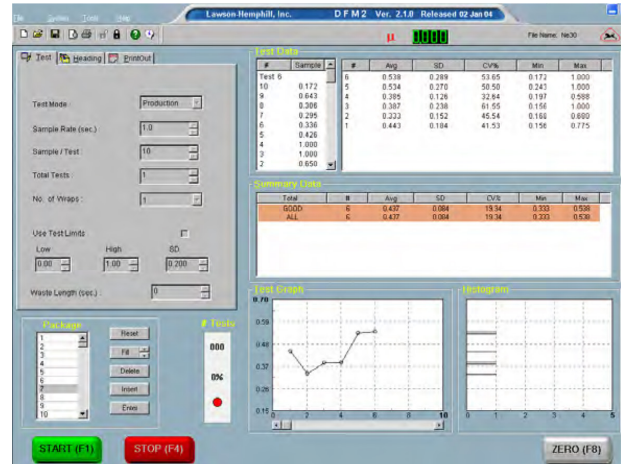 File System Tools Help
Lawson-Hemphill, Inc. DFM2 Ver. 2.1.0 Released 02 Jan 04
μ 0000 File Name: Ne30
Test Heading PrintOut
Test Mode : Production
Sample Rate (sec.) : 1.0
Sample / Test : 10
Total Tests : 1
No. of Wraps : 1
Use Test Limits
Low High SD
0.00 1.00 0.200
Waste Length (sec.) : 0
Test Data
# Sample
Test 6
10 0.172
9 0.643
8 0.306
7 0.295
6 0.336
5 0.426
4 1.000
3 1.000
2 0.650
# Avg SD CV% Min Max
6 0.538 0.289 53.65 0.172 1.000
5 0.534 0.270 50.50 0.243 1.000
4 0.385 0.126 32.64 0.197 0.588
3 0.387 0.238 61.55 0.156 1.000
2 0.333 0.152 45.54 0.168 0.680
1 0.443 0.184 41.53 0.156 0.775
Summary Data
Total # Avg SD CV% Min Max
GOOD 6 0.437 0.084 19.34 0.333 0.538
ALL 6 0.437 0.084 19.34 0.333 0.538
Package
1
2
3
4
5
6
7
8
9
10
Reset
Fill
Delete
Insert
Erase
# Tests
000
0%
Test Graph
0.70
0.59
0.48
0.37
0.26
0.15
0 2 4 6 8 10
Histogram
0 1 2 3 4 5
START (F1)
STOP (F4)
ZERO (F8)